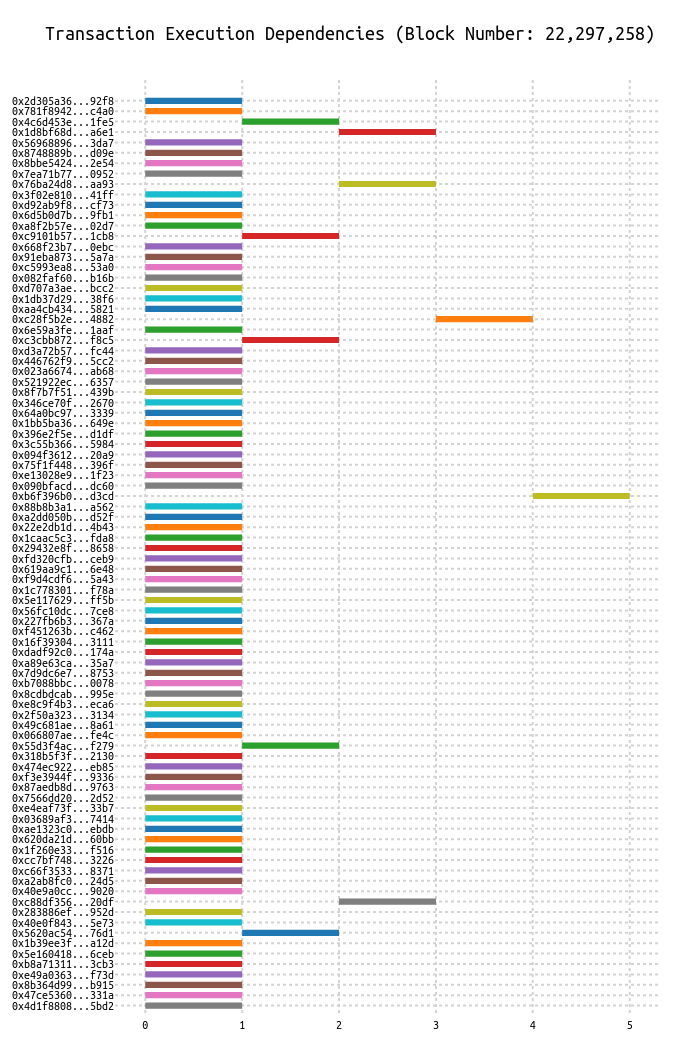 Transaction Execution Dependencies (Block Number: 22,297,258)
0x2d305a36...92f8
0x781f8942...c4a0
0x4c6d453e...1fe5
0x1d8bf68d...a6e1
0x56968896...3da7
0x8748889b...d09e
0x8bbe5424...2e54
0x7ea71b77...0952
0x76ba24d8...aa93
0x3f02e810...41ff
0xd92ab9f8...cf73
0x6d5b0d7b...9fb1
0xa8f2b57e...02d7
0xc9101b57...1cb8
0x668f23b7...0ebc
0x91eba873...5a7a
0xc5993ea8...53a0
0x082faf60...b16b
0xd707a3ae...bcc2
0x1db37d29...38f6
0xaa4cb434...5821
0xc28f5b2e...4882
0x6e59a3fe...1aaf
0xc3cbb872...f8c5
0xd3a72b57...fc44
0x446762f9...5cc2
0x023a6674...ab68
0x521922ec...6357
0x8f7b7f51...439b
0x346ce70f...2670
0x64a0bc97...3339
0x1bb5ba36...649e
0x396e2f5e...d1df
0x3c55b366...5984
0x094f3612...20a9
0x75f1f448...396f
0xe13028e9...1f23
0x090bfacd...dc60
0xb6f396b0...d3cd
0x88b8b3a1...a562
0xa2dd050b...d52f
0x22e2db1d...4b43
0x1caac5c3...fda8
0x29432e8f...8658
0xfd320cfb...ceb9
0x619aa9c1...6e48
0xf9d4cdf6...5a43
0x1c778301...f78a
0x5e117629...ff5b
0x56fc10dc...7ce8
0x227fb6b3...367a
0xf451263b...c462
0x16f39304...3111
0xdadf92c0...174a
0xa89e63ca...35a7
0x7d9dc6e7...8753
0xb7088bbc...0078
0x8cdbdcab...995e
0xe8c9f4b3...eca6
0x2f50a323...3134
0x49c681ae...8a61
0x066807ae...fe4c
0x55d3f4ac...f279
0x318b5f3f...2130
0x474ec922...eb85
0xf3e3944f...9336
0x87aedb8d...9763
0x7566dd20...2d52
0xe4eaf73f...33b7
0x03689af3...7414
0xae1323c0...ebdb
0x620da21d...60bb
0x1f260e33...f516
0xcc7bf748...3226
0xc66f3533...8371
0xa2ab8fc0...24d5
0x40e9a0cc...9020
0xc88df356...20df
0x283886ef...952d
0x40e0f843...5e73
0x5620ac54...76d1
0x1b39ee3f...a12d
0x5e160418...6ceb
0xb8a71311...3cb3
0xe49a0363...f73d
0x8b364d99...b915
0x47ce5360...331a
0x4d1f8808...5bd2
0 1 2 3 4 5